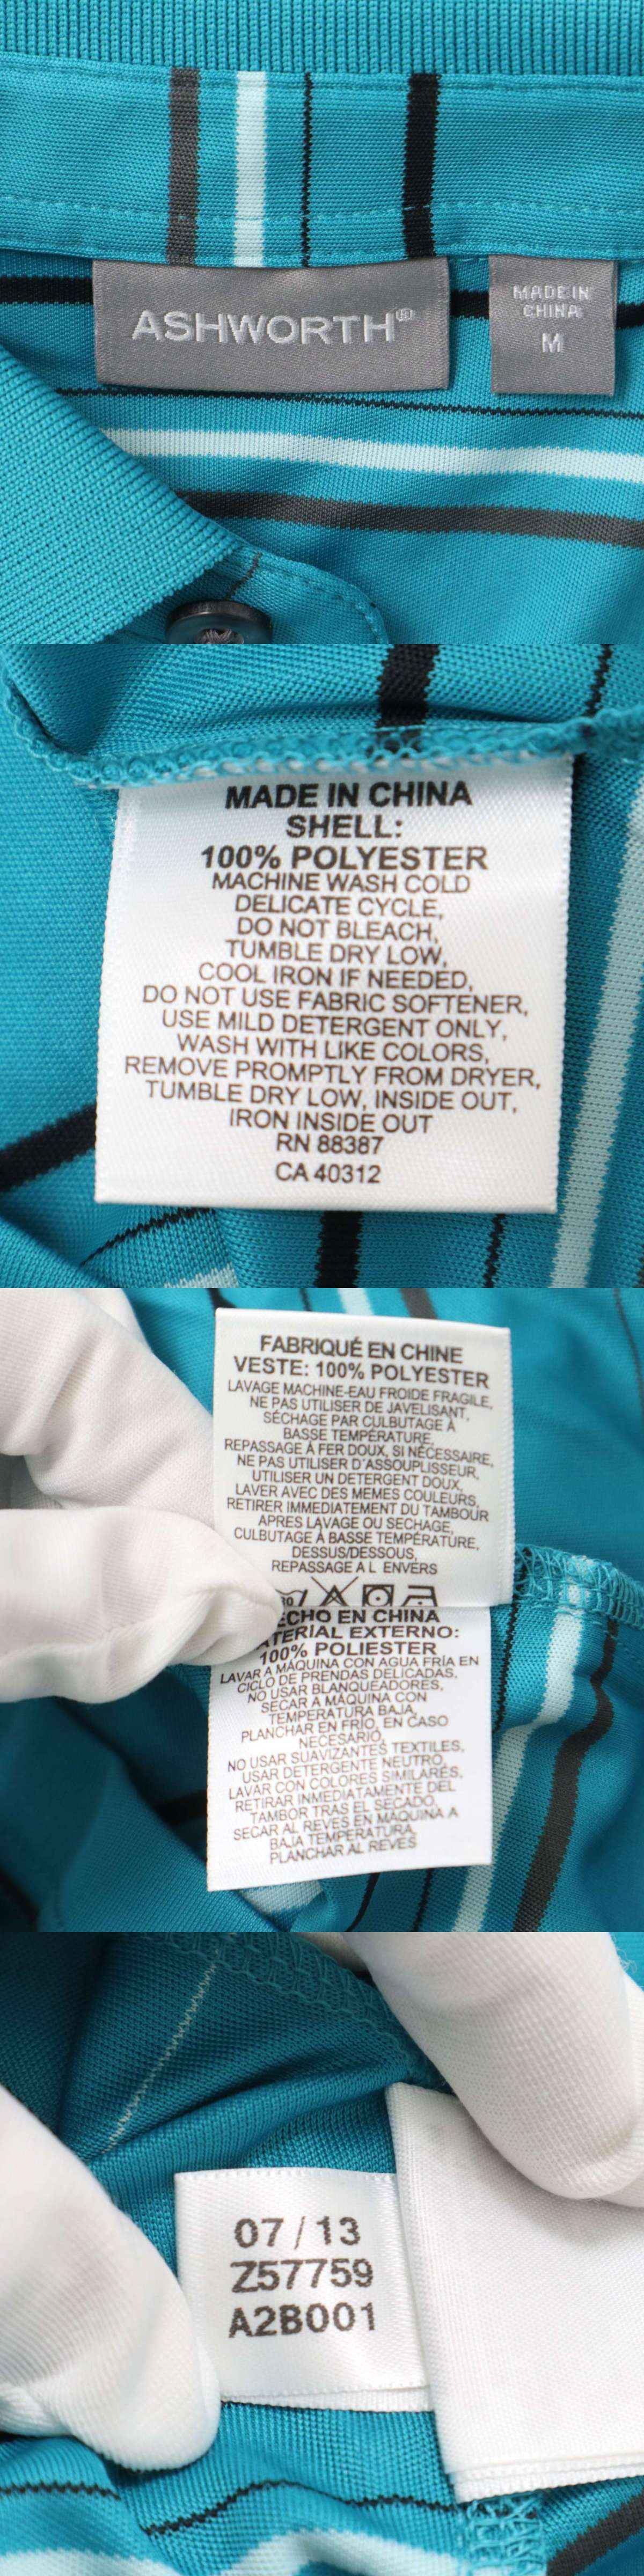 ASHWORTH®
MADE IN
CHINA
M
MADE IN CHINA
SHELL:
100% POLYESTER
MACHINE WASH COLD
DELICATE CYCLE,
DO NOT BLEACH,
TUMBLE DRY LOW,
COOL IRON IF NEEDED,
DO NOT USE FABRIC SOFTENER,
USE MILD DETERGENT ONLY,
WASH WITH LIKE COLORS,
REMOVE PROMPTLY FROM DRYER,
TUMBLE DRY LOW, INSIDE OUT,
IRON INSIDE OUT
RN 88387
CA 40312
FABRIQUÉ EN CHINE
VESTE: 100% POLYESTER
LAVAGE MACHINE-EAU FROIDE FRAGILE,
NE PAS UTILISER DE JAVELISANT,
SÉCHAGE PAR CULBUTAGE À
BASSE TEMPÉRATURE,
REPASSAGE À FER DOUX, SI NÉCESSAIRE,
NE PAS UTILISER D'ASSOUPLISSEUR,
UTILISER UN DETERGENT DOUX,
LAVER AVEC DES MEMES COULEURS,
RETIRER IMMEDIATEMENT DU TAMBOUR
APRES LAVAGE OU SECHAGE,
CULBUTAGE À BASSE TEMPÉRATURE,
DESSUS/DESSOUS,
REPASSAGE A L ENVERS
30
ECHO EN CHINA
TERIAL EXTERNO:
100% POLIESTER
LAVAR A MÁQUINA CON AGUA FRÍA EN
CICLO DE PRENDAS DELICADAS,
NO USAR BLANQUEADORES,
SECAR A MÁQUINA CON
TEMPERATURA BAJA,
PLANCHAR EN FRÍO, EN CASO
NECESARIO,
NO USAR SUAVIZANTES TEXTILES,
USAR DETERGENTE NEUTRO,
LAVAR CON COLORES SIMILARES,
RETIRAR INMEDIATAMENTE DEL
TAMBOR TRAS EL SECADO,
SECAR AL REVES EN MÁQUINA A
BAJA TEMPERATURA,
PLANCHAR AL REVES
07 / 13
Z57759
A2B001